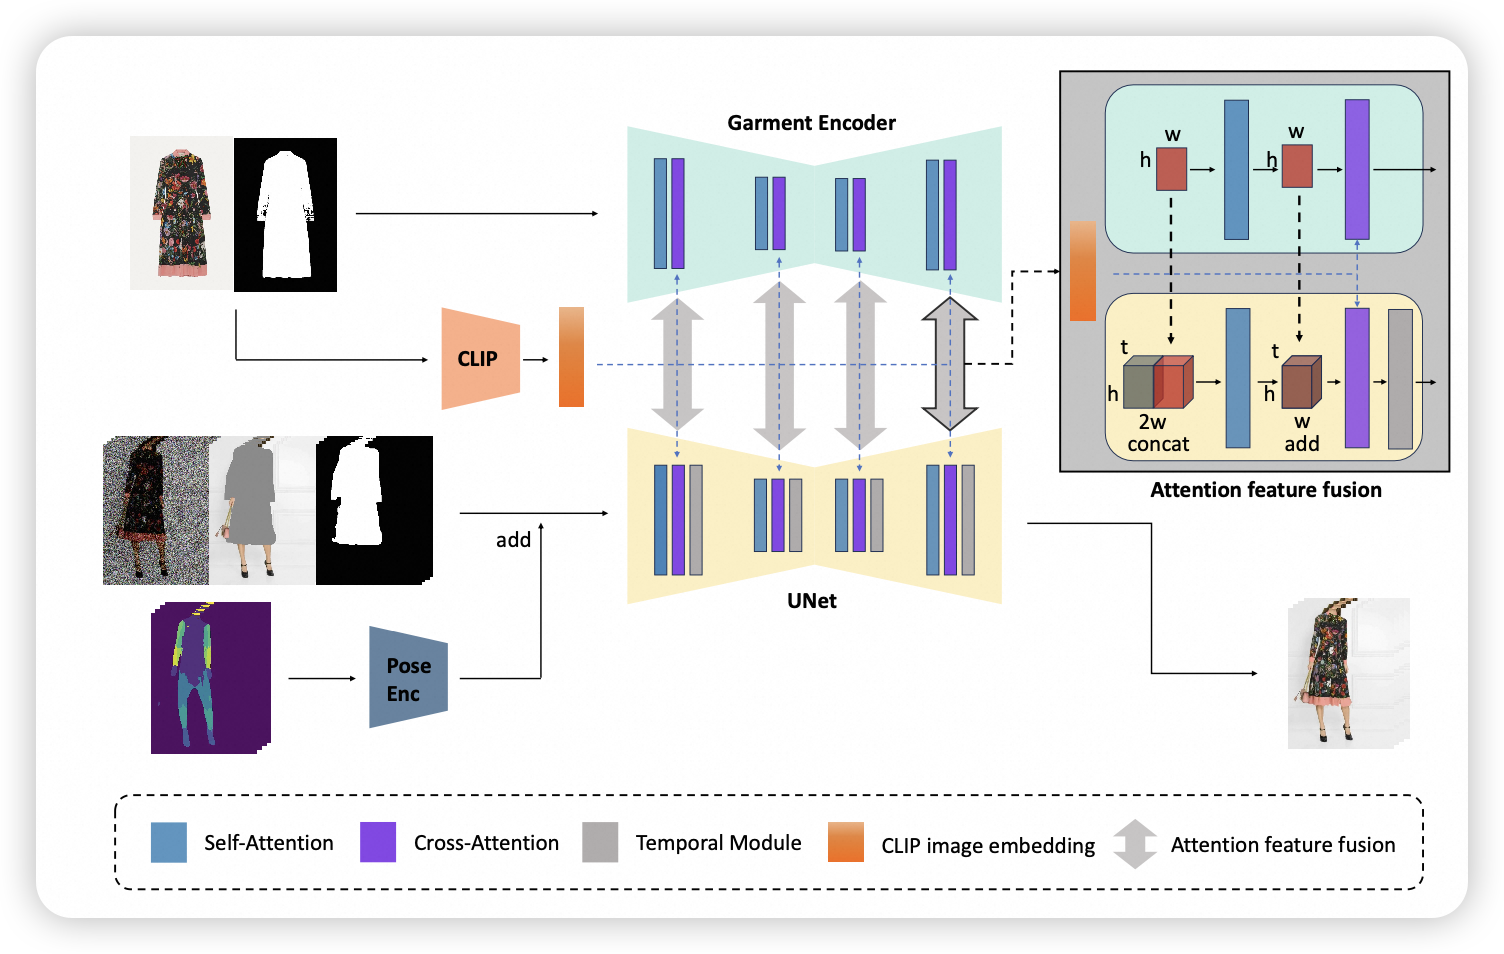 Garment Encoder
w
h
w
h
CLIP
t
h
2w
concat
t
h
w
add
Attention feature fusion
add
UNet
Pose
Enc
Self-Attention
Cross-Attention
Temporal Module
CLIP image embedding
Attention feature fusion